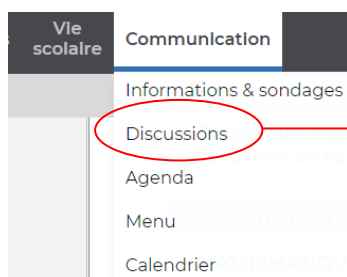 Vie
scolaire
Communication
Informations & sondages
Discussions
Agenda
Menu
Calendrier